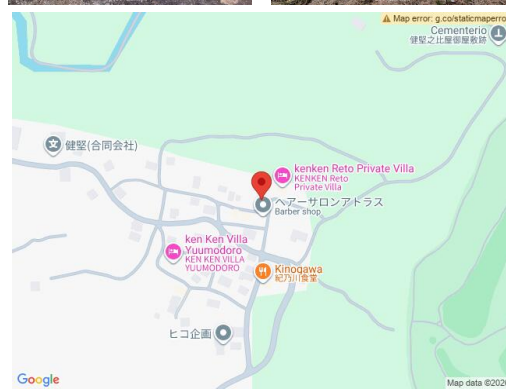 Map error: g.co/staticmaperro
Cementerio
健堅之比屋御屋敷跡
健堅(合同会社)
kenken Reto Private Villa
KENKEN Reto
Private Villa
ヘアーサロンアトラス
Barber shop
ken Ken Villa
Yuumodoro
KEN KEN VILLA
YUUMODORO
Kinogawa
紀乃川食堂
ヒコ企画
Google
Map data ©202